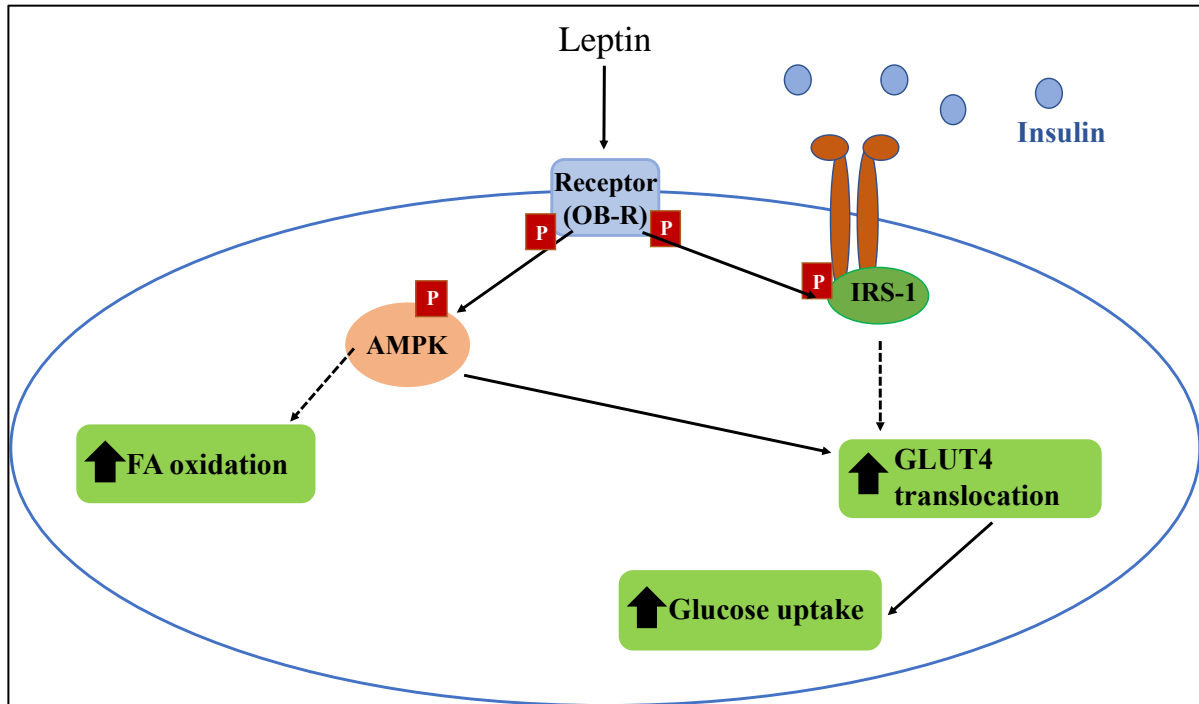 Leptin
Insulin
Receptor
(OB-R)
P
P
P
P
IRS-1
AMPK
FA oxidation
GLUT4
translocation
Glucose uptake